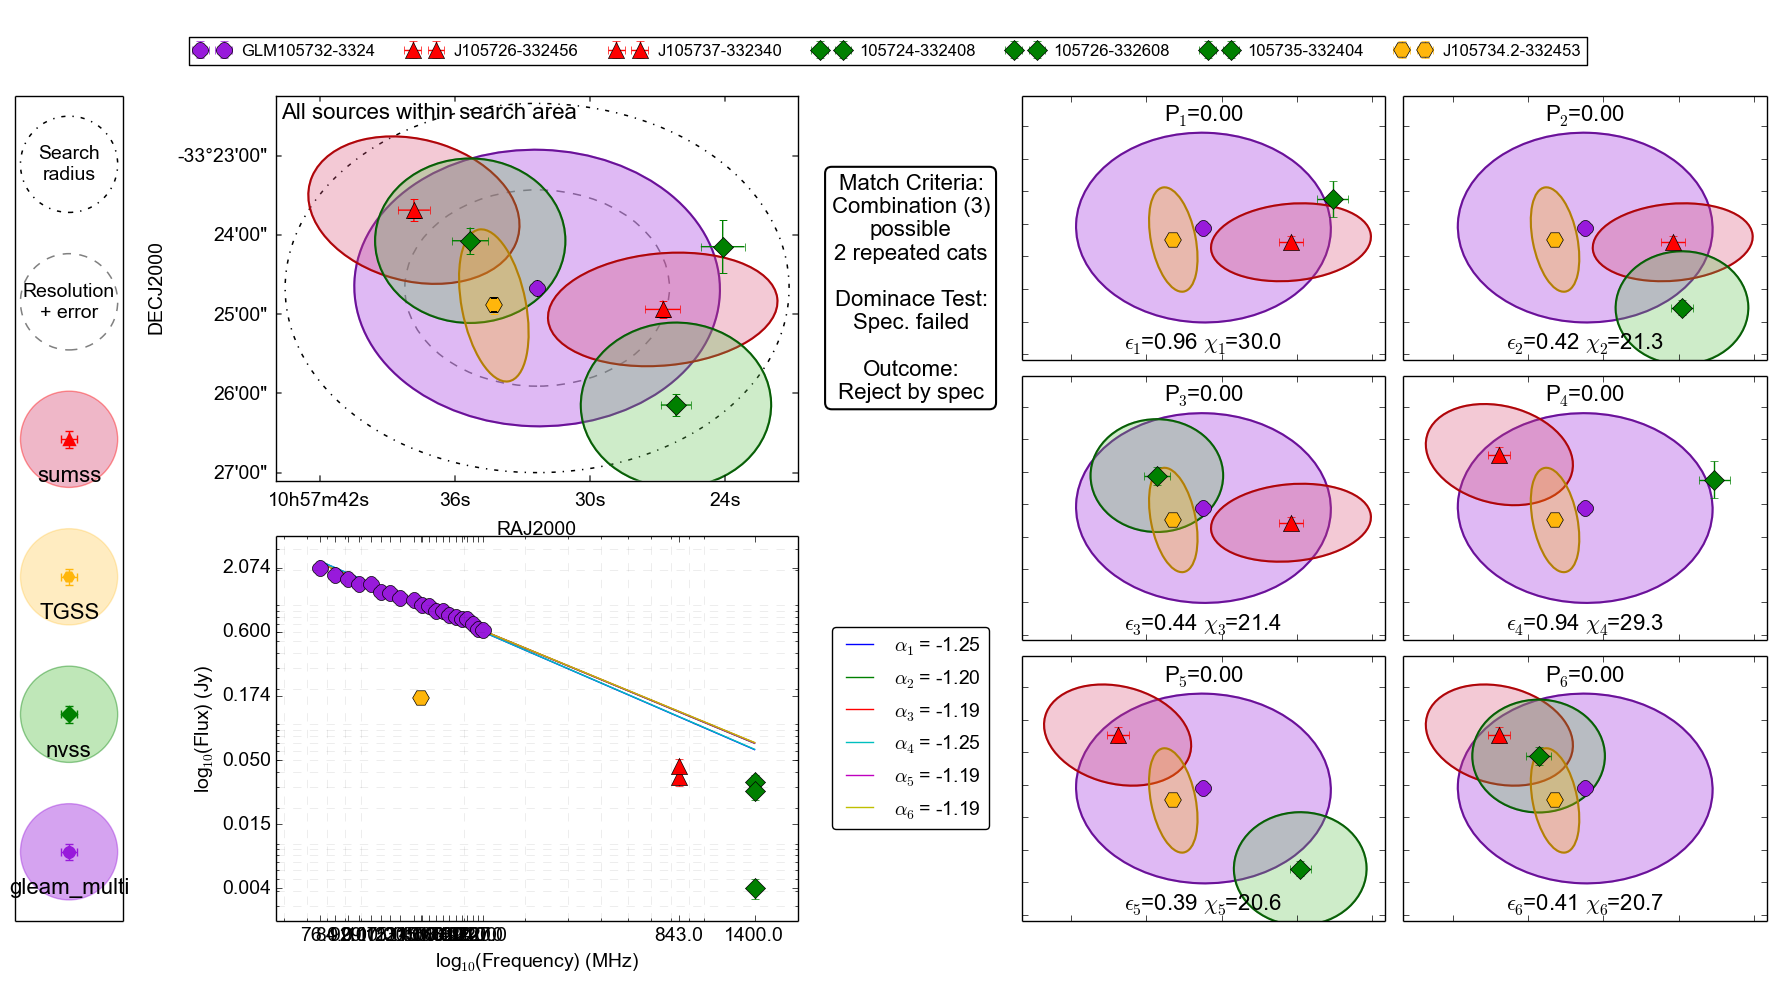 GLM105732-3324 J105726-332456 J105737-332340 105724-332408 105726-332608 105735-332404 J105734.2-332453
Search
radius
Resolution
+ error
sumss
TGSS
nvss
gleam_multi
All sources within search area
-33°23'00"
24'00"
25'00"
26'00"
27'00"
DECJ2000
10h57m42s 36s 30s 24s
RAJ2000
2.074
0.600
0.174
0.050
0.015
0.004
log10(Flux) (Jy)
843.0 1400.0
log10(Frequency) (MHz)
Match Criteria:
Combination (3)
possible
2 repeated cats
Dominace Test:
Spec. failed
Outcome:
Reject by spec
α1 = -1.25
α2 = -1.20
α3 = -1.19
α4 = -1.25
α5 = -1.19
α6 = -1.19
P1=0.00
ϵ1=0.96 χ1=30.0
P2=0.00
ϵ2=0.42 χ2=21.3
P3=0.00
ϵ3=0.44 χ3=21.4
P4=0.00
ϵ4=0.94 χ4=29.3
P5=0.00
ϵ5=0.39 χ5=20.6
P6=0.00
ϵ6=0.41 χ6=20.7